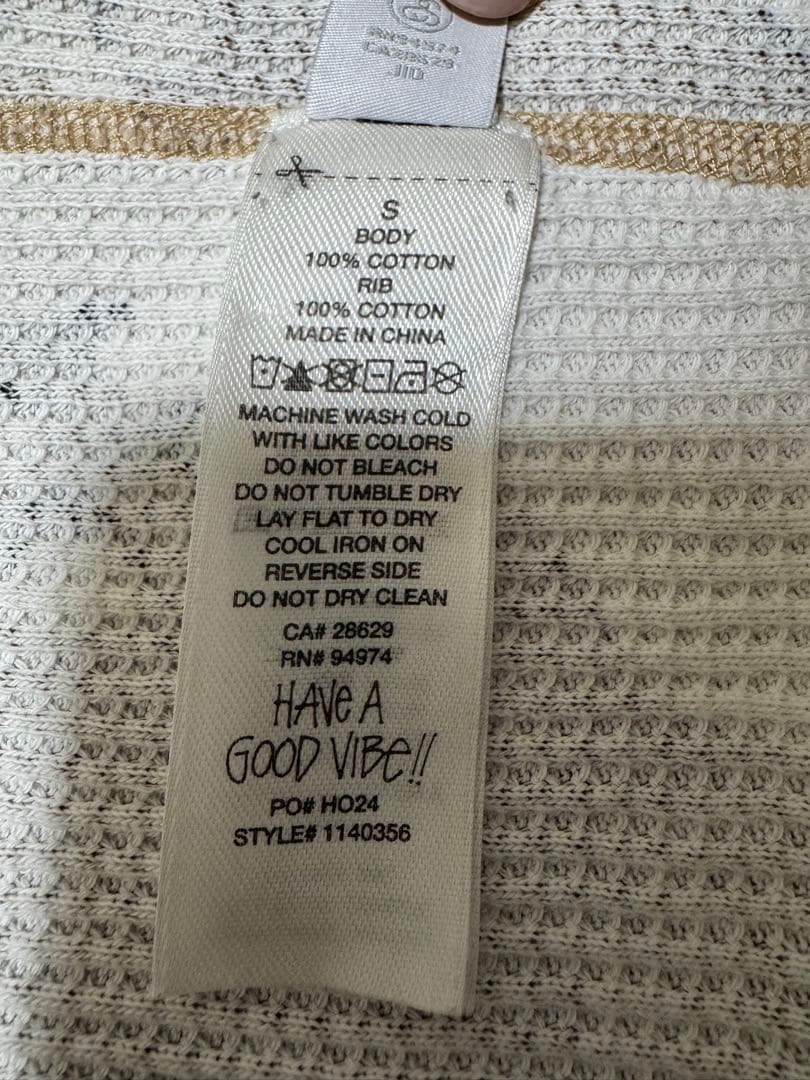 S
BODY
100% COTTON
RIB
100% COTTON
MADE IN CHINA
MACHINE WASH COLD
WITH LIKE COLORS
DO NOT BLEACH
DO NOT TUMBLE DRY
LAY FLAT TO DRY
COOL IRON ON
REVERSE SIDE
DO NOT DRY CLEAN
CA# 28629
RN# 94974
HAVE A
GOOD VIBE!!
PO# HO24
STYLE# 1140356